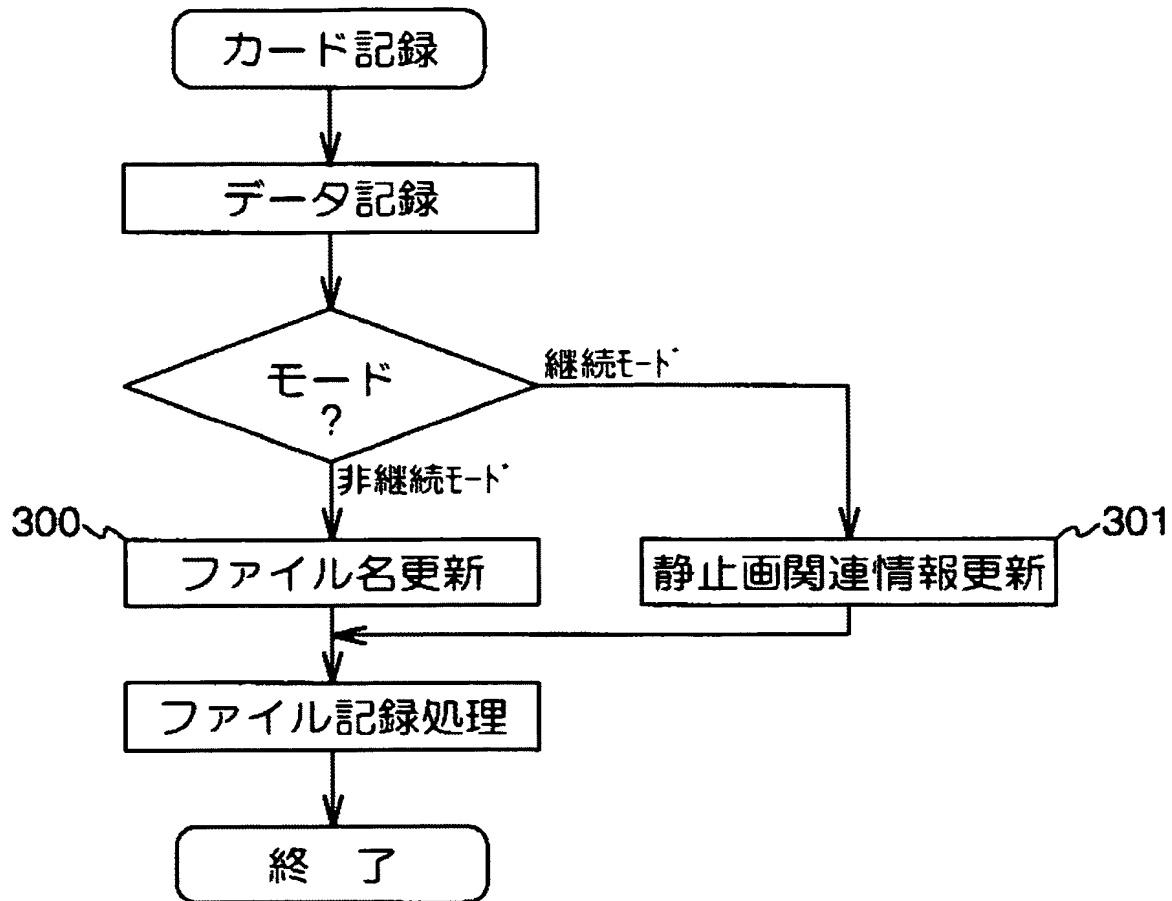 カード記録
データ記録
モード
?
継続モード
非継続モード
300
ファイル名更新
301
静止画関連情報更新
ファイル記録処理
終 了